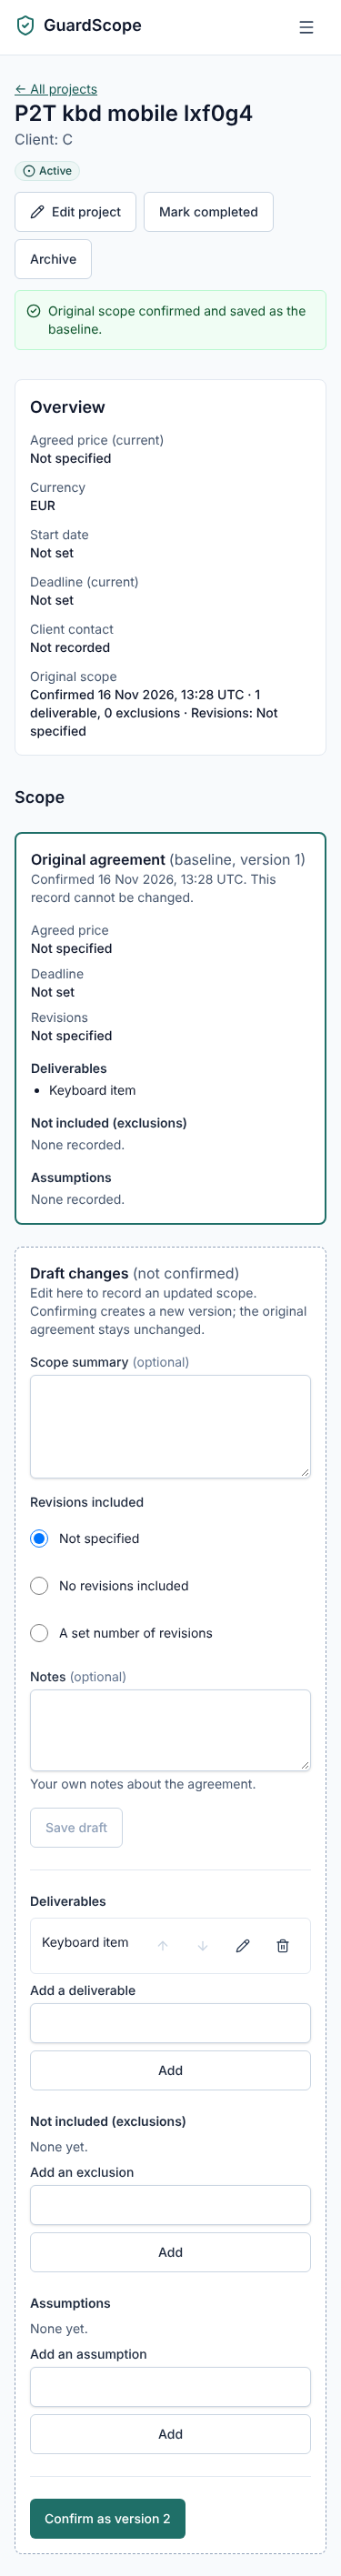 GuardScope
← All projects
P2T kbd mobile lxf0g4
Client: C
Active
Edit project
Mark completed
Archive
Original scope confirmed and saved as the
baseline.
Overview
Agreed price (current)
Not specified
Currency
EUR
Start date
Not set
Deadline (current)
Not set
Client contact
Not recorded
Original scope
Confirmed 16 Nov 2026, 13:28 UTC · 1
deliverable, 0 exclusions · Revisions: Not
specified
Scope
Original agreement (baseline, version 1)
Confirmed 16 Nov 2026, 13:28 UTC. This
record cannot be changed.
Agreed price
Not specified
Deadline
Not set
Revisions
Not specified
Deliverables
• Keyboard item
Not included (exclusions)
None recorded.
Assumptions
None recorded.
Draft changes (not confirmed)
Edit here to record an updated scope.
Confirming creates a new version; the original
agreement stays unchanged.
Scope summary (optional)
Revisions included
Not specified
No revisions included
A set number of revisions
Notes (optional)
Your own notes about the agreement.
Save draft
Deliverables
Keyboard item
Add a deliverable
Add
Not included (exclusions)
None yet.
Add an exclusion
Add
Assumptions
None yet.
Add an assumption
Add
Confirm as version 2